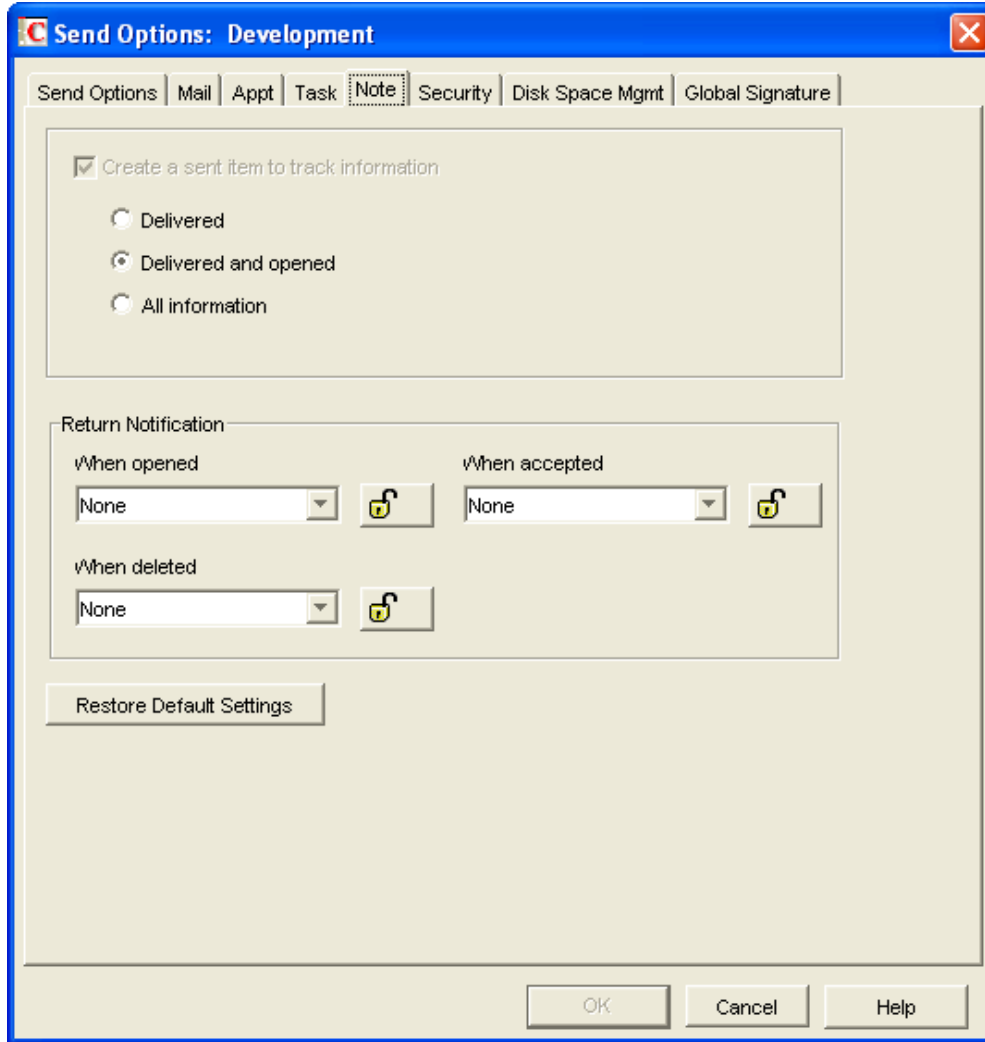 C Send Options: Development
Send Options Mail Appt Task Note Security Disk Space Mgmt Global Signature
Create a sent item to track information
Delivered
Delivered and opened
All information
Return Notification
When opened When accepted
None None
When deleted
None
Restore Default Settings
OK Cancel Help